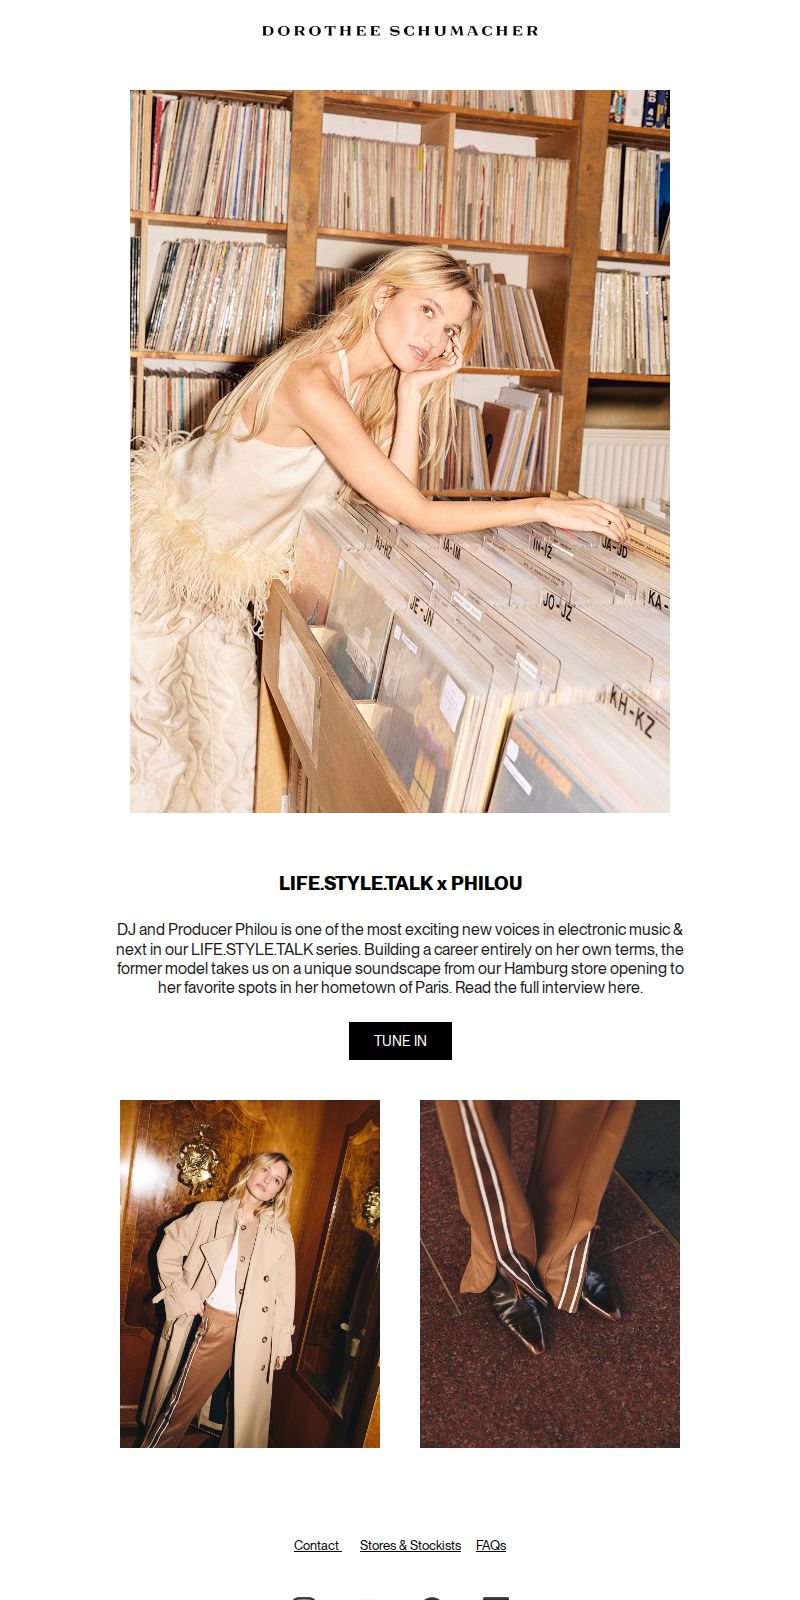 DOROTHEE SCHUMACHER
HJ-HZ
IA-IM
IN-IZ
JA-JD
JE-JN
JO-JZ
KA-
KH-KZ
LIFE.STYLE.TALK x PHILOU
DJ and Producer Philou is one of the most exciting new voices in electronic music &
next in our LIFE.STYLE.TALK series. Building a career entirely on her own terms, the
former model takes us on a unique soundscape from our Hamburg store opening to
her favorite spots in her hometown of Paris. Read the full interview here.
TUNE IN
Contact Stores & Stockists FAQs